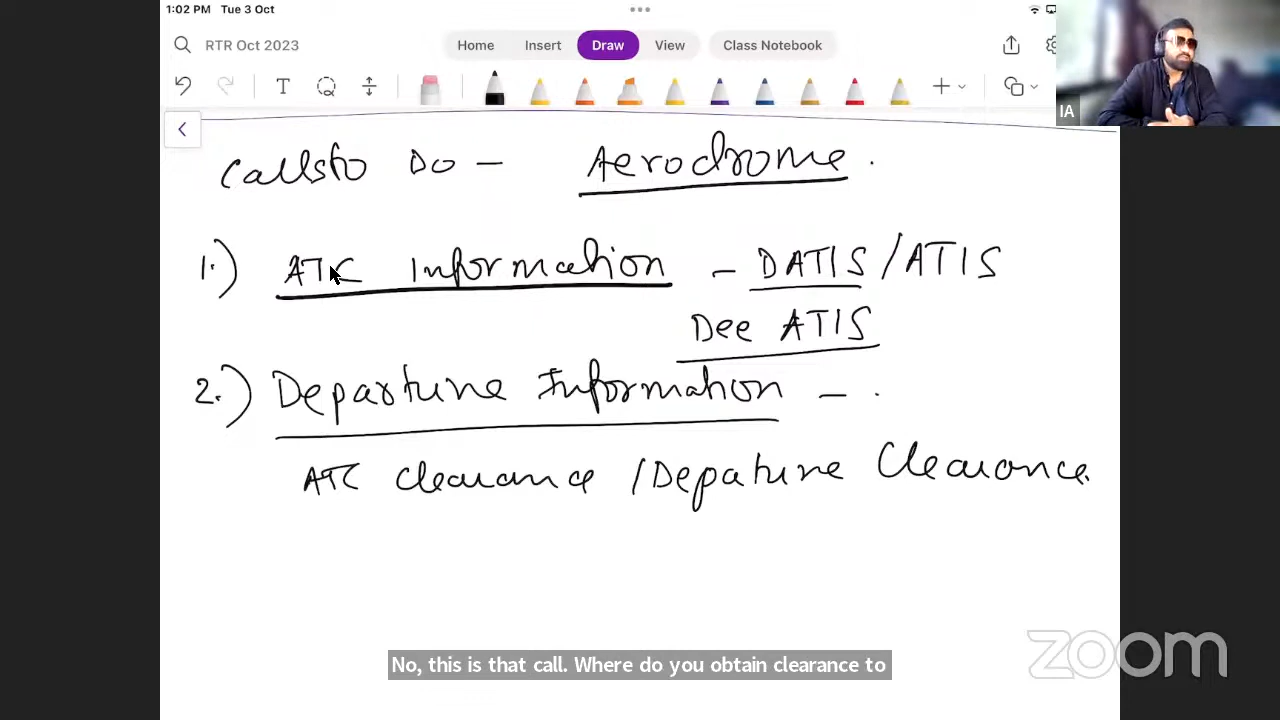 1:02 PM Tue 3 Oct
RTR Oct 2023
Home Insert Draw View Class Notebook
T
IA
Callsto Do - Aerodrome.
1.) ATC Information - DATIS/ATIS
Dee ATIS
2.) Departure Information - .
ATC Clearance /Depature Clearance.
zoom
No, this is that call. Where do you obtain clearance to